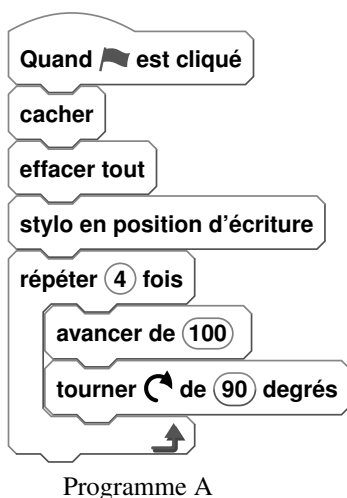 Quand est cliqué
cacher
effacer tout
stylo en position d'écriture
répéter 4 fois
avancer de 100
tourner de 90 degrés
Programme A